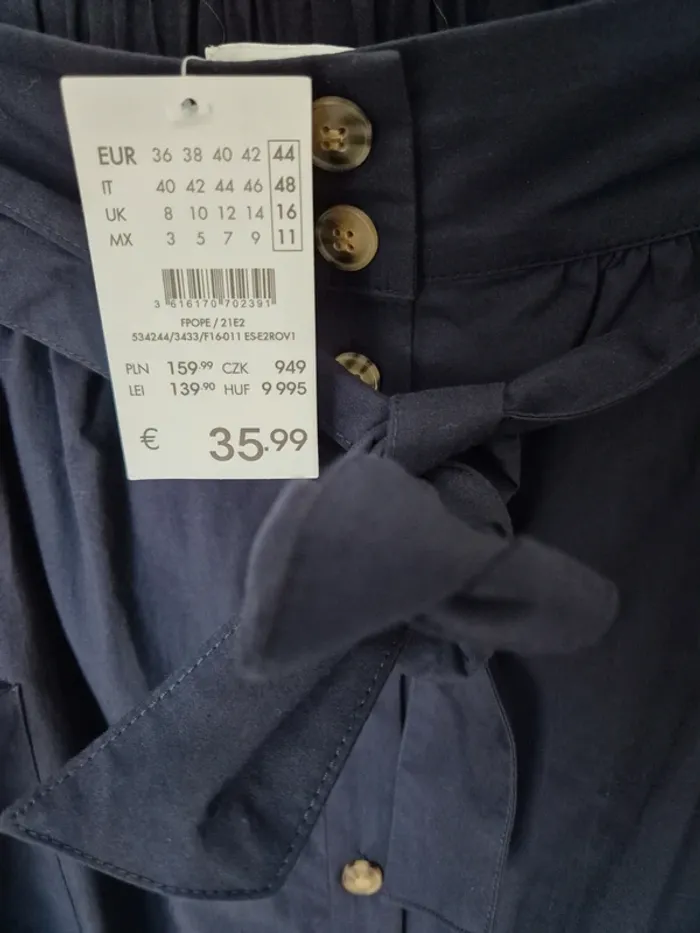 EUR 36 38 40 42 44
IT 40 42 44 46 48
UK 8 10 12 14 16
MX 3 5 7 9 11
3 616170 702391
FPOPE / 21E2
534244/3433/F16-011 ES-E2ROV1
PLN 159.99 CZK 949
LEI 139.90 HUF 9 995
€ 35.99